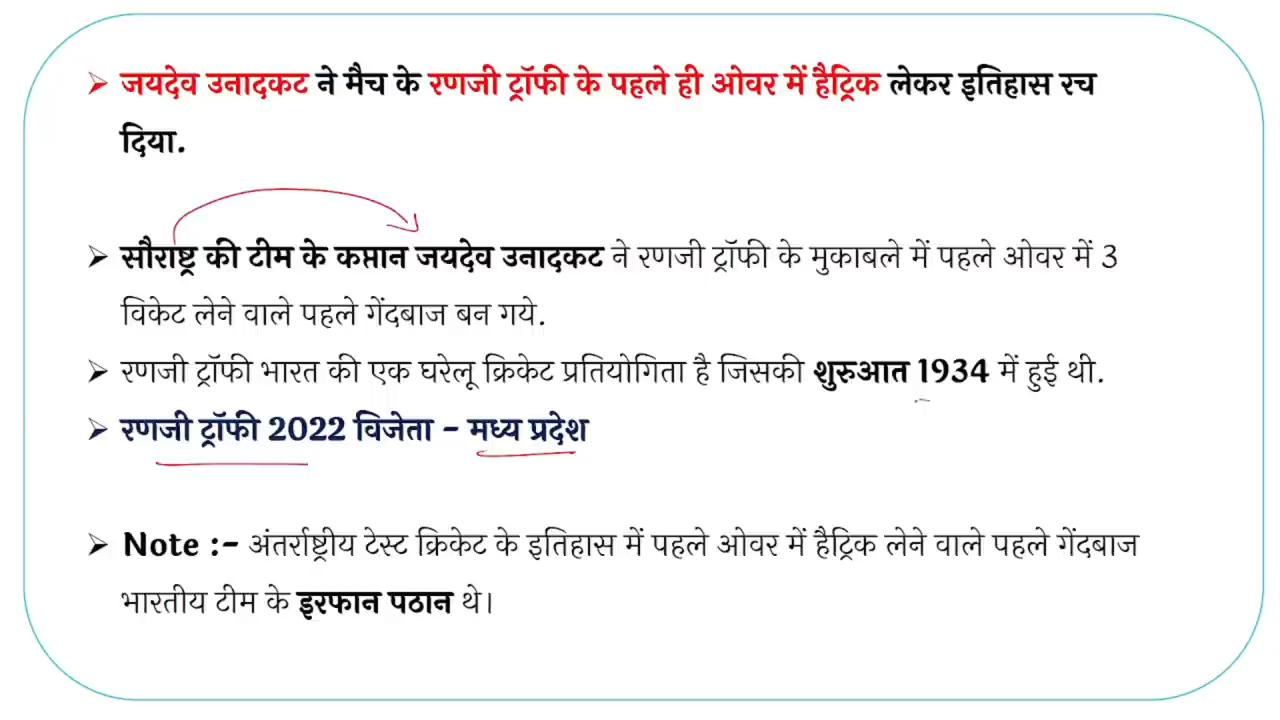 ➢ जयदेव उनादकट ने मैच के रणजी ट्रॉफी के पहले ही ओवर में हैट्रिक लेकर इतिहास रच
दिया.
➢ सौराष्ट्र की टीम के कप्तान जयदेव उनादकट ने रणजी ट्रॉफी के मुकाबले में पहले ओवर में 3
विकेट लेने वाले पहले गेंदबाज बन गये.
➢ रणजी ट्रॉफी भारत की एक घरेलू क्रिकेट प्रतियोगिता है जिसकी शुरुआत 1934 में हुई थी.
➢ रणजी ट्रॉफी 2022 विजेता - मध्य प्रदेश
➢ Note :- अंतर्राष्ट्रीय टेस्ट क्रिकेट के इतिहास में पहले ओवर में हैट्रिक लेने वाले पहले गेंदबाज
भारतीय टीम के इरफान पठान थे।